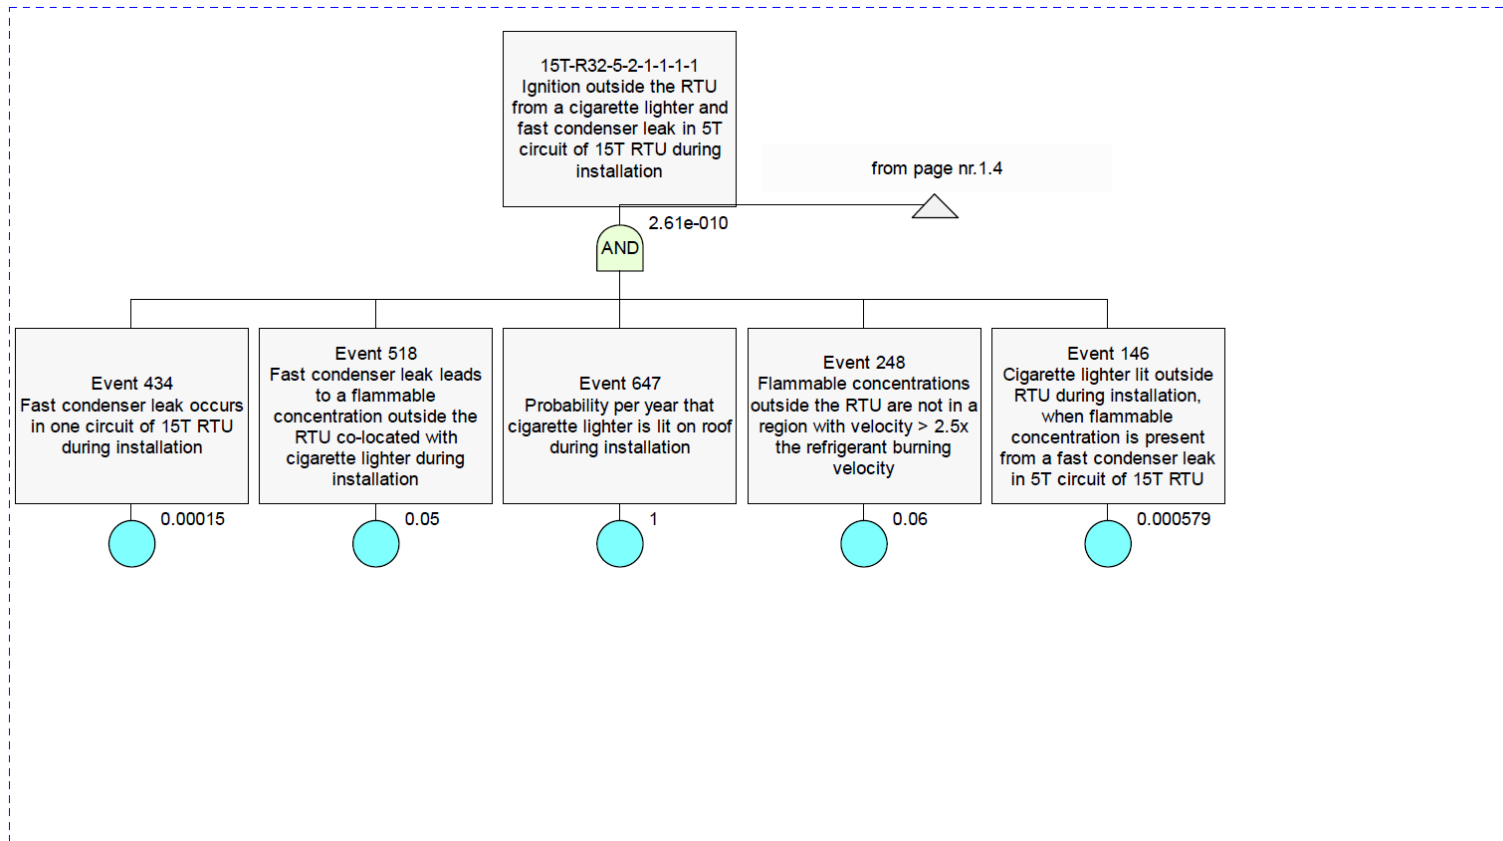 15T-R32-5-2-1-1-1-1
Ignition outside the RTU
from a cigarette lighter and
fast condenser leak in 5T
circuit of 15T RTU during
installation
from page nr.1.4
2.61e-010
AND
Event 434
Fast condenser leak occurs
in one circuit of 15T RTU
during installation
0.00015
Event 518
Fast condenser leak leads
to a flammable
concentration outside the
RTU co-located with
cigarette lighter during
installation
0.05
Event 647
Probability per year that
cigarette lighter is lit on roof
during installation
1
Event 248
Flammable concentrations
outside the RTU are not in a
region with velocity > 2.5x
the refrigerant burning
velocity
0.06
Event 146
Cigarette lighter lit outside
RTU during installation,
when flammable
concentration is present
from a fast condenser leak
in 5T circuit of 15T RTU
0.000579